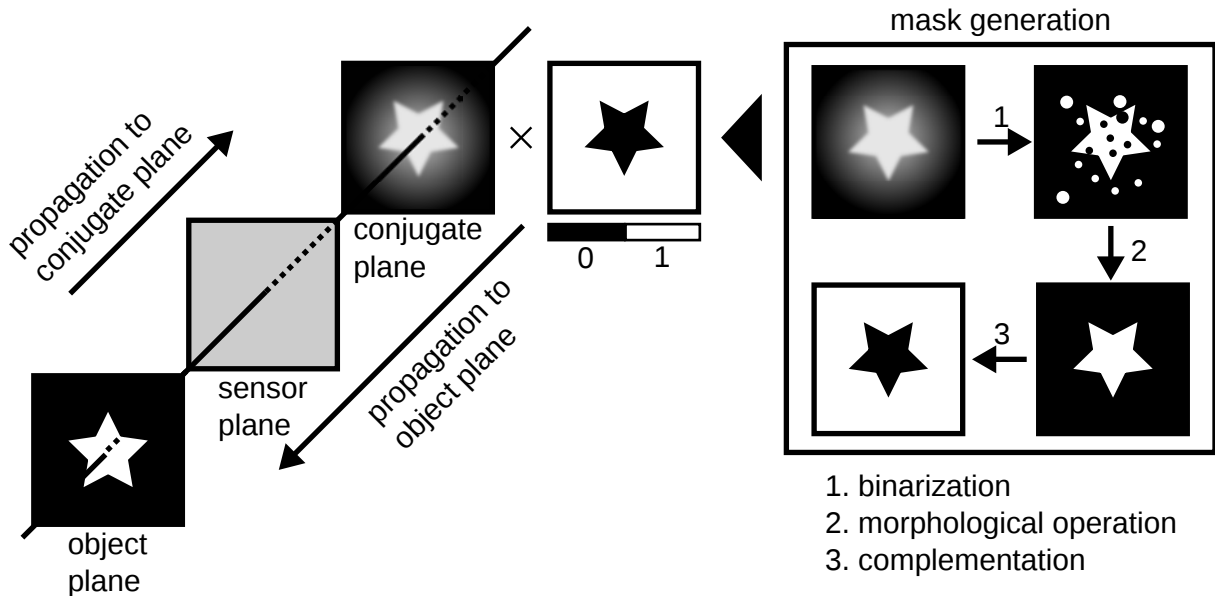 mask generation
propagation to
conjugate plane
×
1
2
3
conjugate
plane
0 1
propagation to
object plane
sensor
plane
object
plane
1. binarization
2. morphological operation
3. complementation